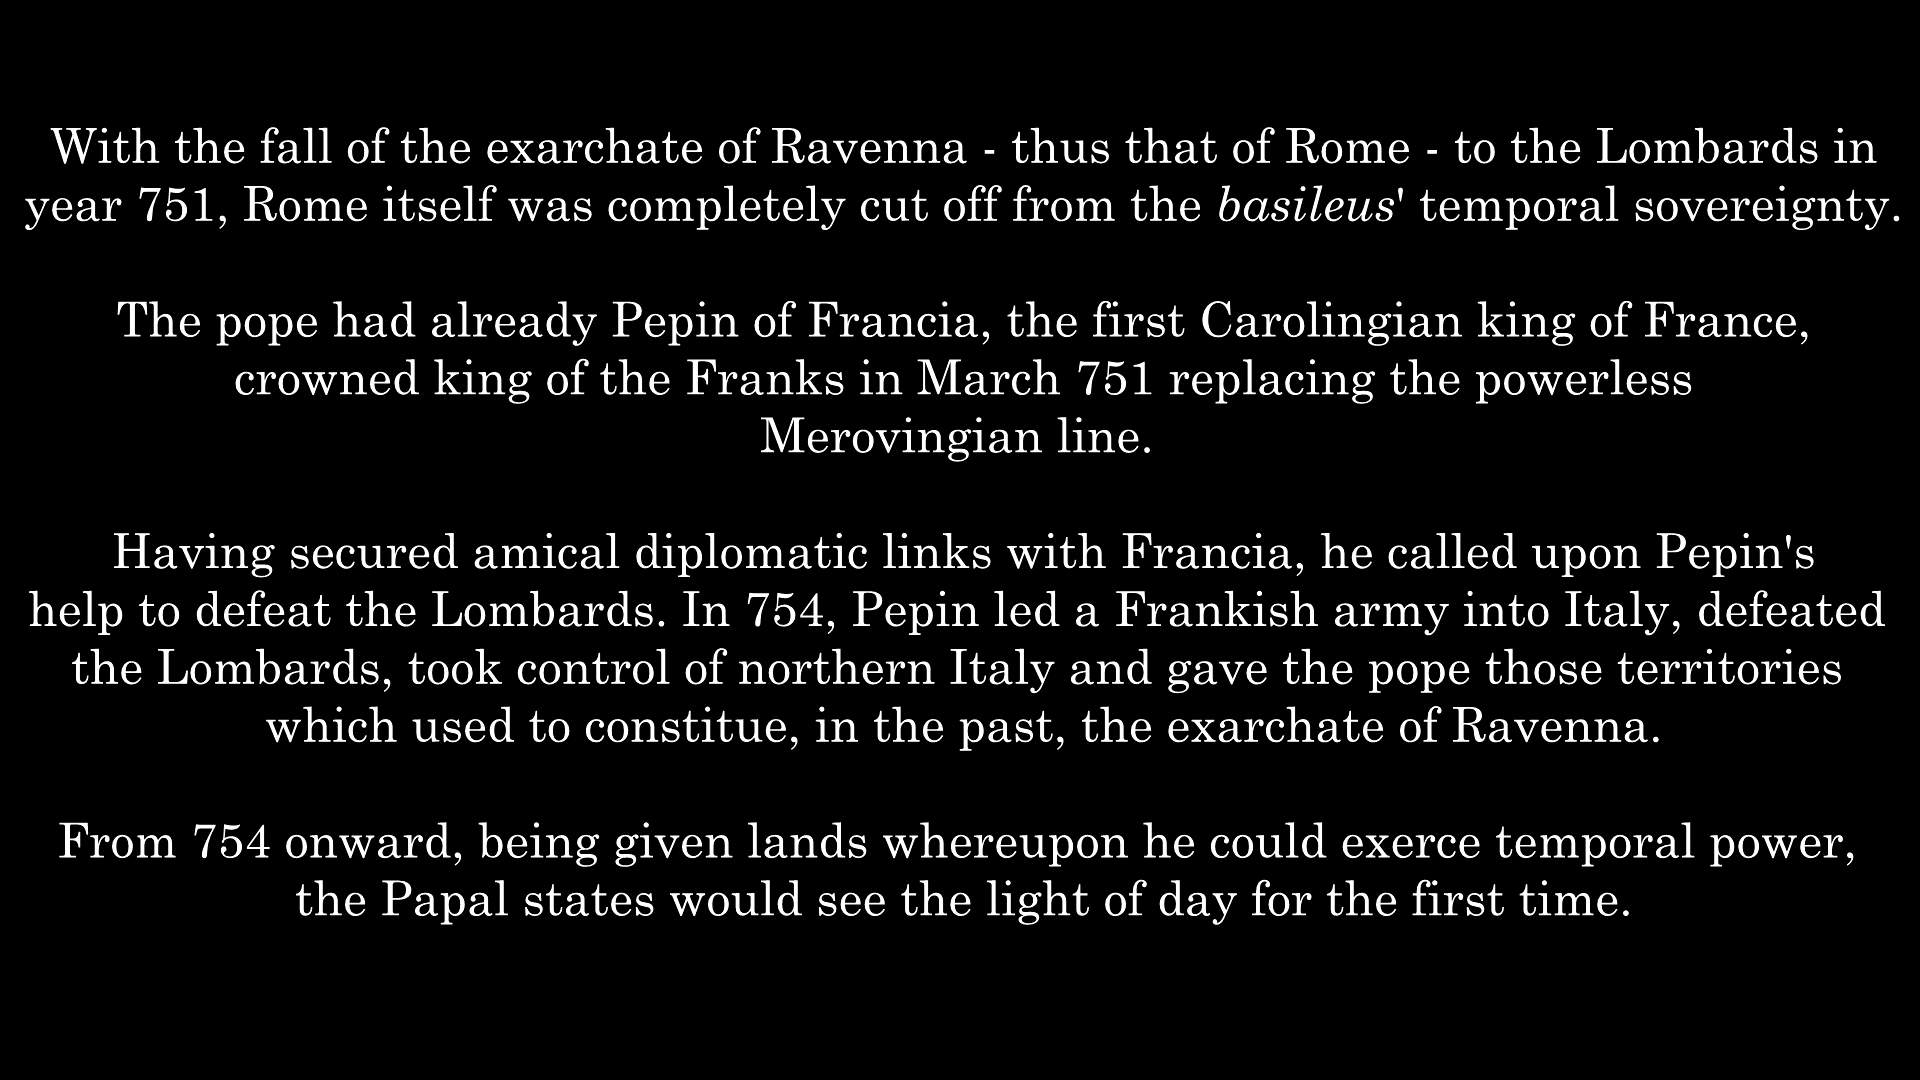 With the fall of the exarchate of Ravenna - thus that of Rome - to the Lombards in
year 751, Rome itself was completely cut off from the basileus' temporal sovereignty.
The pope had already Pepin of Francia, the first Carolingian king of France,
crowned king of the Franks in March 751 replacing the powerless
Merovingian line.
Having secured amical diplomatic links with Francia, he called upon Pepin's
help to defeat the Lombards. In 754, Pepin led a Frankish army into Italy, defeated
the Lombards, took control of northern Italy and gave the pope those territories
which used to constitue, in the past, the exarchate of Ravenna.
From 754 onward, being given lands whereupon he could exerce temporal power,
the Papal states would see the light of day for the first time.